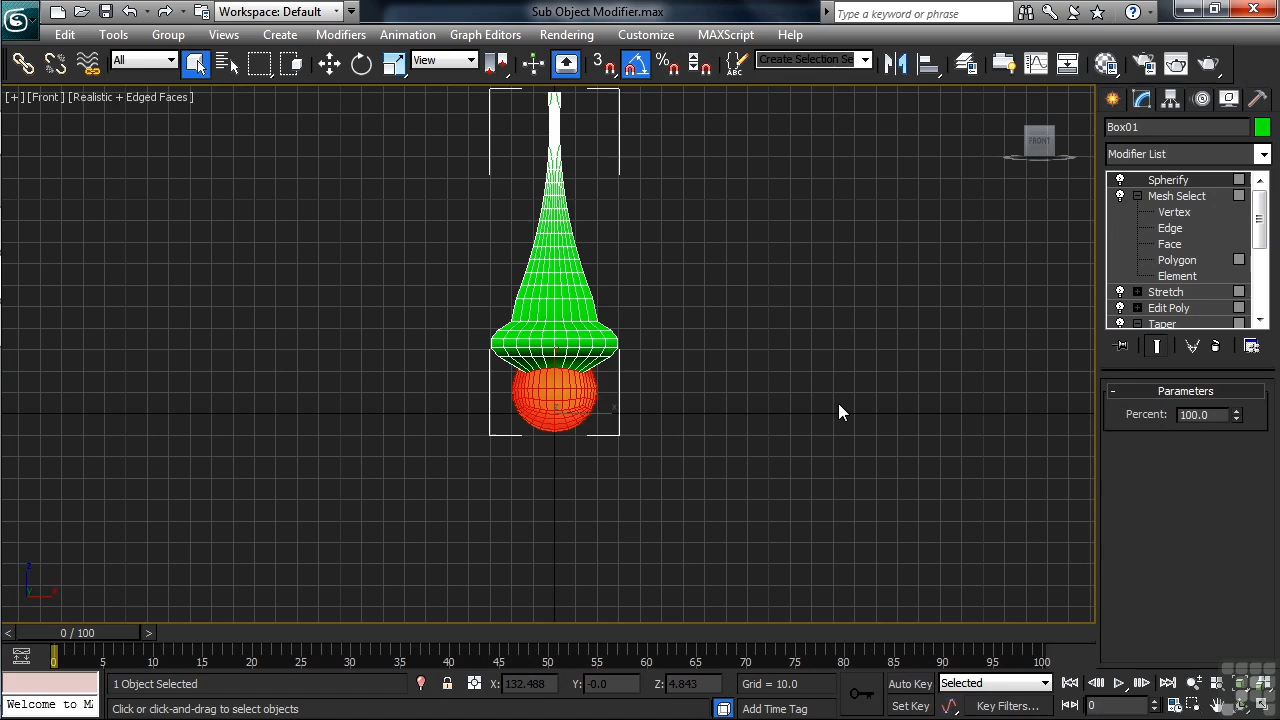 Workspace: Default
Sub Object Modifier.max
Type a keyword or phrase
Edit Tools Group Views Create Modifiers Animation Graph Editors Rendering Customize MAXScript Help
All
View
3
Create Selection Se
[+] [Front] [Realistic + Edged Faces ]
FRONT
Box01
Modifier List
Spherify
Mesh Select
Vertex
Edge
Face
Polygon
Element
Stretch
Edit Poly
Taper
Parameters
Percent: 100.0
x
x
z
y
x
0 / 100
0 5 10 15 20 25 30 35 40 45 50 55 60 65 70 75 80 85 90 95 100
1 Object Selected X: 132.488 Y: -0.0 Z: 4.843 Grid = 10.0 Auto Key Selected
Welcome to M Click or click-and-drag to select objects Add Time Tag Set Key Key Filters... 0